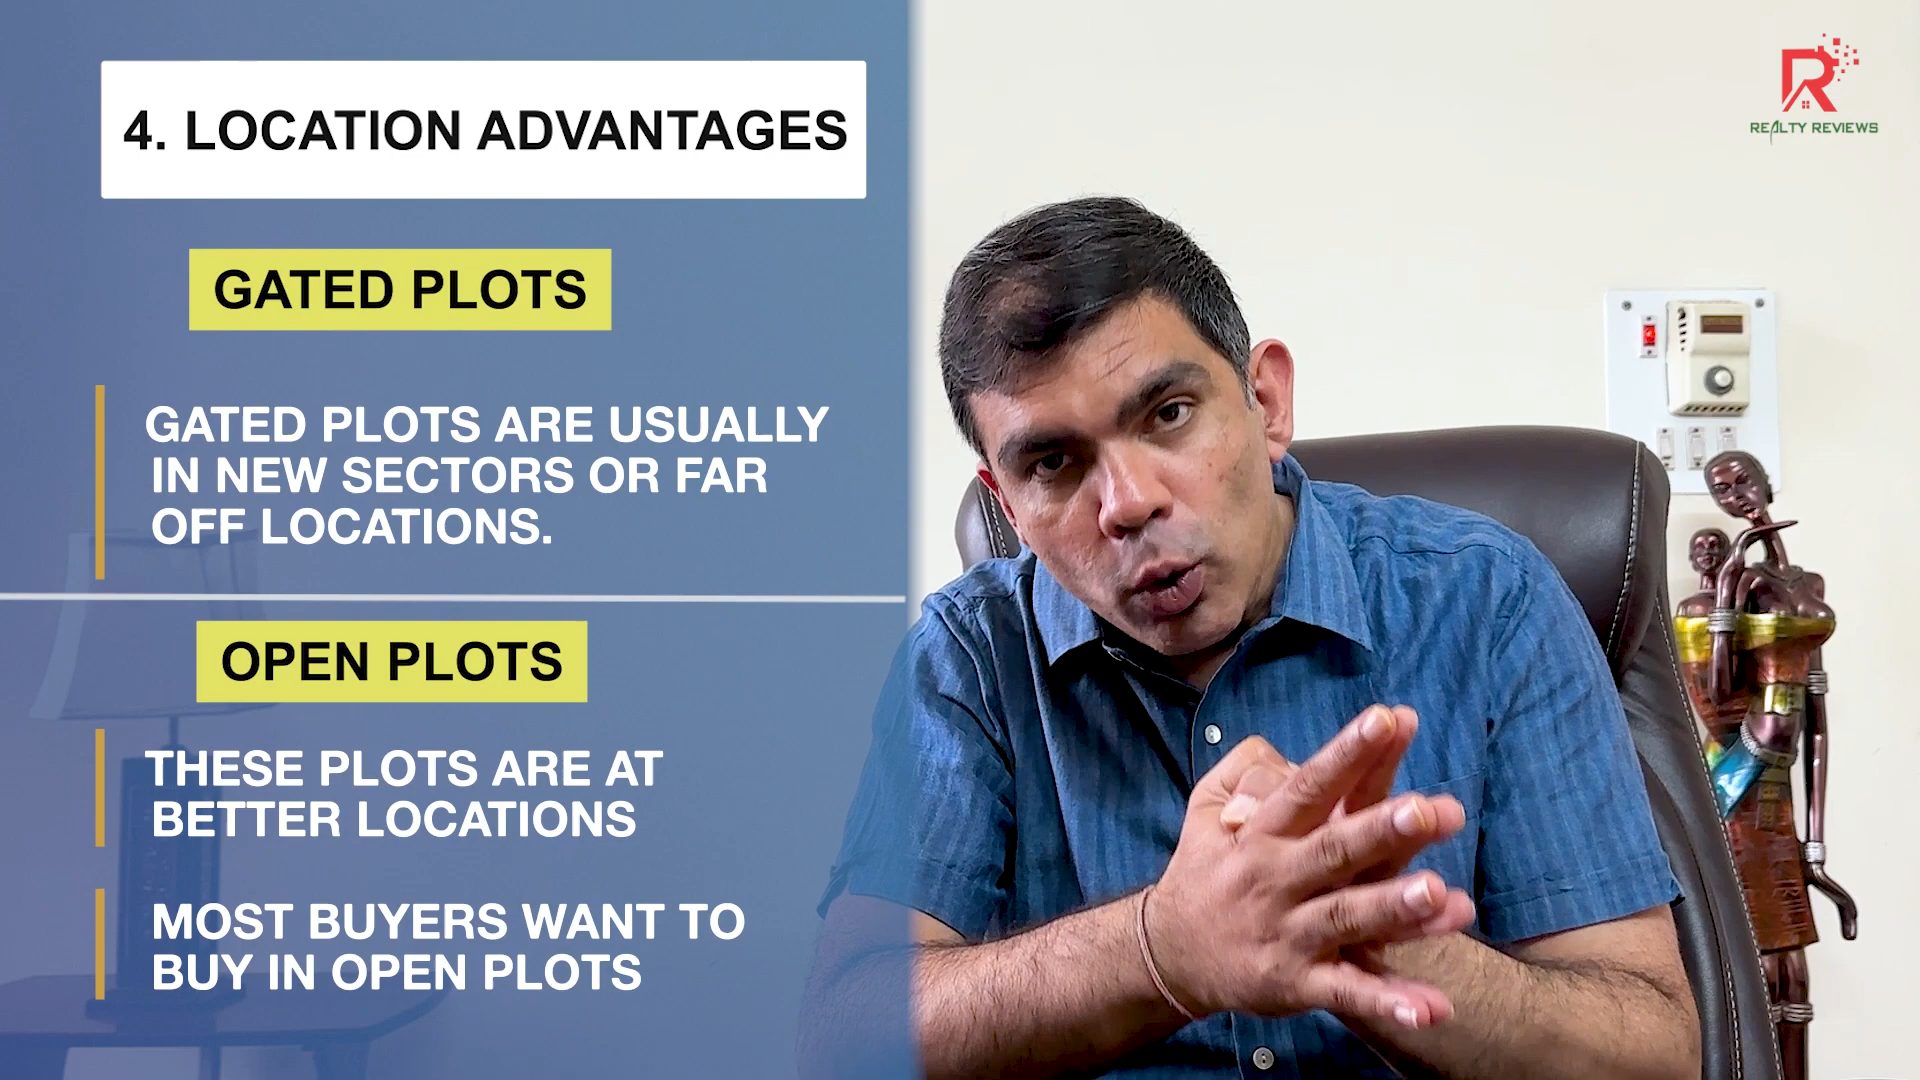 4. LOCATION ADVANTAGES
GATED PLOTS
GATED PLOTS ARE USUALLY
IN NEW SECTORS OR FAR
OFF LOCATIONS.
OPEN PLOTS
THESE PLOTS ARE AT
BETTER LOCATIONS
MOST BUYERS WANT TO
BUY IN OPEN PLOTS
REALTY REVIEWS